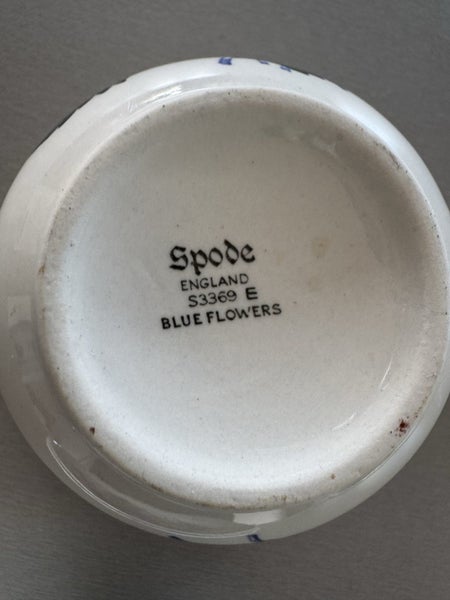 Spode
ENGLAND
S3369 E
BLUE FLOWERS